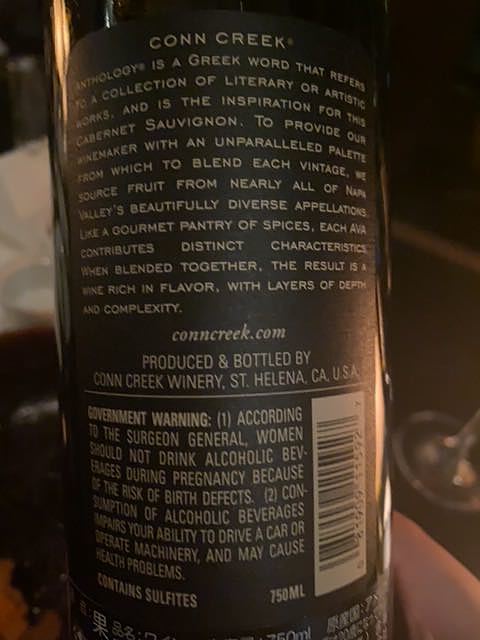 CONN CREEK®
ANTHOLOGY® IS A GREEK WORD THAT REFERS
TO A COLLECTION OF LITERARY OR ARTISTIC
WORKS, AND IS THE INSPIRATION FOR THIS
CABERNET SAUVIGNON. TO PROVIDE OUR
WINEMAKER WITH AN UNPARALLELED PALETTE
FROM WHICH TO BLEND EACH VINTAGE, WE
SOURCE FRUIT FROM NEARLY ALL OF NAPA
VALLEY'S BEAUTIFULLY DIVERSE APPELLATIONS.
LIKE A GOURMET PANTRY OF SPICES, EACH AVA
CONTRIBUTES DISTINCT CHARACTERISTICS.
WHEN BLENDED TOGETHER, THE RESULT IS A
WINE RICH IN FLAVOR, WITH LAYERS OF DEPTH
AND COMPLEXITY.
conncreek.com
PRODUCED & BOTTLED BY
CONN CREEK WINERY, ST. HELENA, CA, U.S.A.
GOVERNMENT WARNING: (1) ACCORDING
TO THE SURGEON GENERAL, WOMEN
SHOULD NOT DRINK ALCOHOLIC BEV-
ERAGES DURING PREGNANCY BECAUSE
OF THE RISK OF BIRTH DEFECTS. (2) CON-
SUMPTION OF ALCOHOLIC BEVERAGES
IMPAIRS YOUR ABILITY TO DRIVE A CAR OR
OPERATE MACHINERY, AND MAY CAUSE
HEALTH PROBLEMS.
CONTAINS SULFITES 750ML